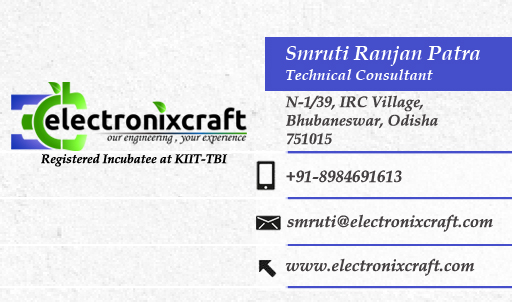 electronixcraft
our engineering , your experience
Registered Incubatee at KIIT-TBI
Smruti Ranjan Patra
Technical Consultant
N-1/39, IRC Village,
Bhubaneswar, Odisha
751015
+91-8984691613
smruti@electronixcraft.com
www.electronixcraft.com